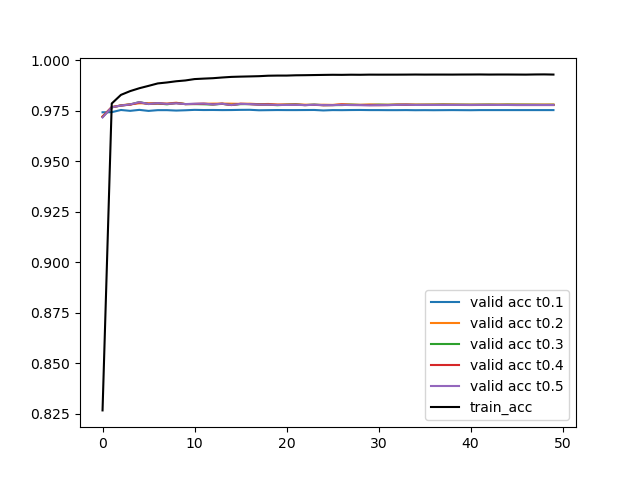 1.000
0.975
0.950
0.925
0.900
0.875
0.850
0.825
0 10 20 30 40 50
valid acc t0.1
valid acc t0.2
valid acc t0.3
valid acc t0.4
valid acc t0.5
train_acc